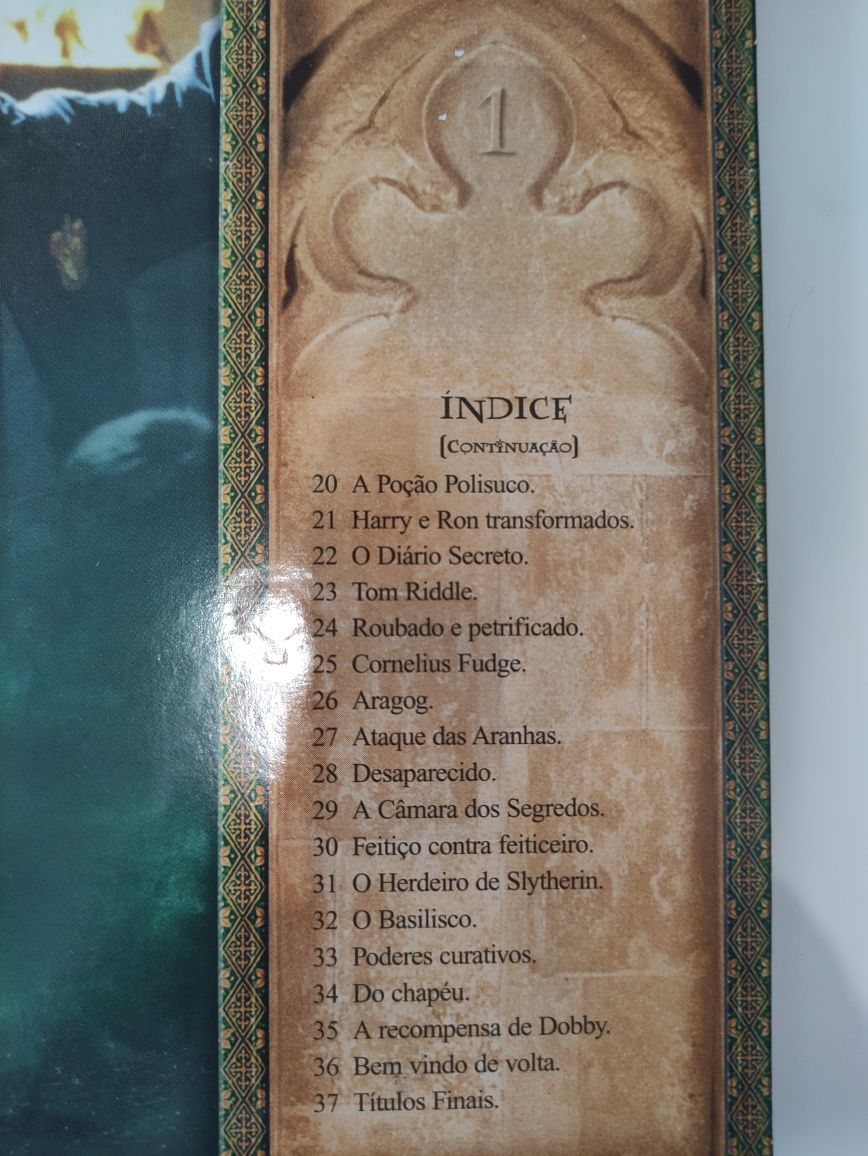 1
ÍNDICE
(CONTINUAÇÃO)
20 A Poção Polisuco.
21 Harry e Ron transformados.
22 O Diário Secreto.
23 Tom Riddle.
24 Roubado e petrificado.
25 Cornelius Fudge.
26 Aragog.
27 Ataque das Aranhas.
28 Desaparecido.
29 A Câmara dos Segredos.
30 Feitiço contra feiticeiro.
31 O Herdeiro de Slytherin.
32 O Basilisco.
33 Poderes curativos.
34 Do chapéu.
35 A recompensa de Dobby.
36 Bem vindo de volta.
37 Títulos Finais.